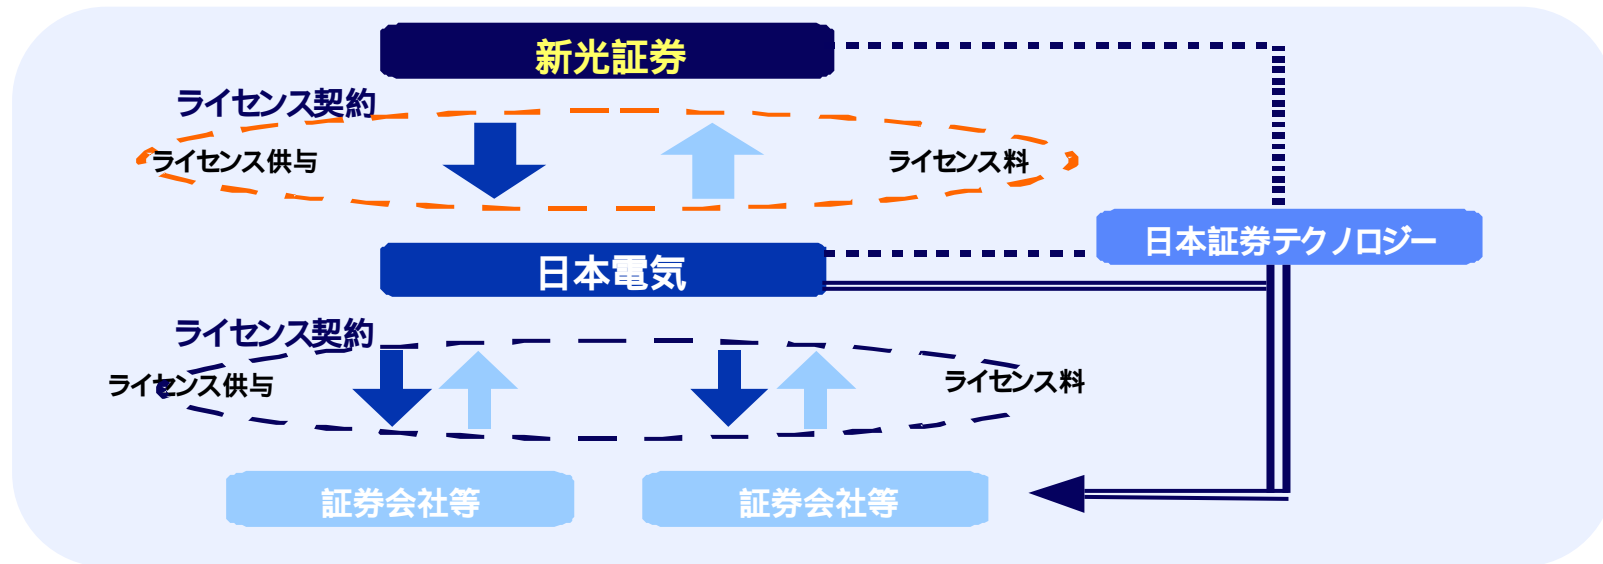 新光証券
ライセンス契約
ライセンス供与
ライセンス料
日本証券テクノロジー
日本電気
ライセンス契約
ライセンス供与
ライセンス料
証券会社等
証券会社等